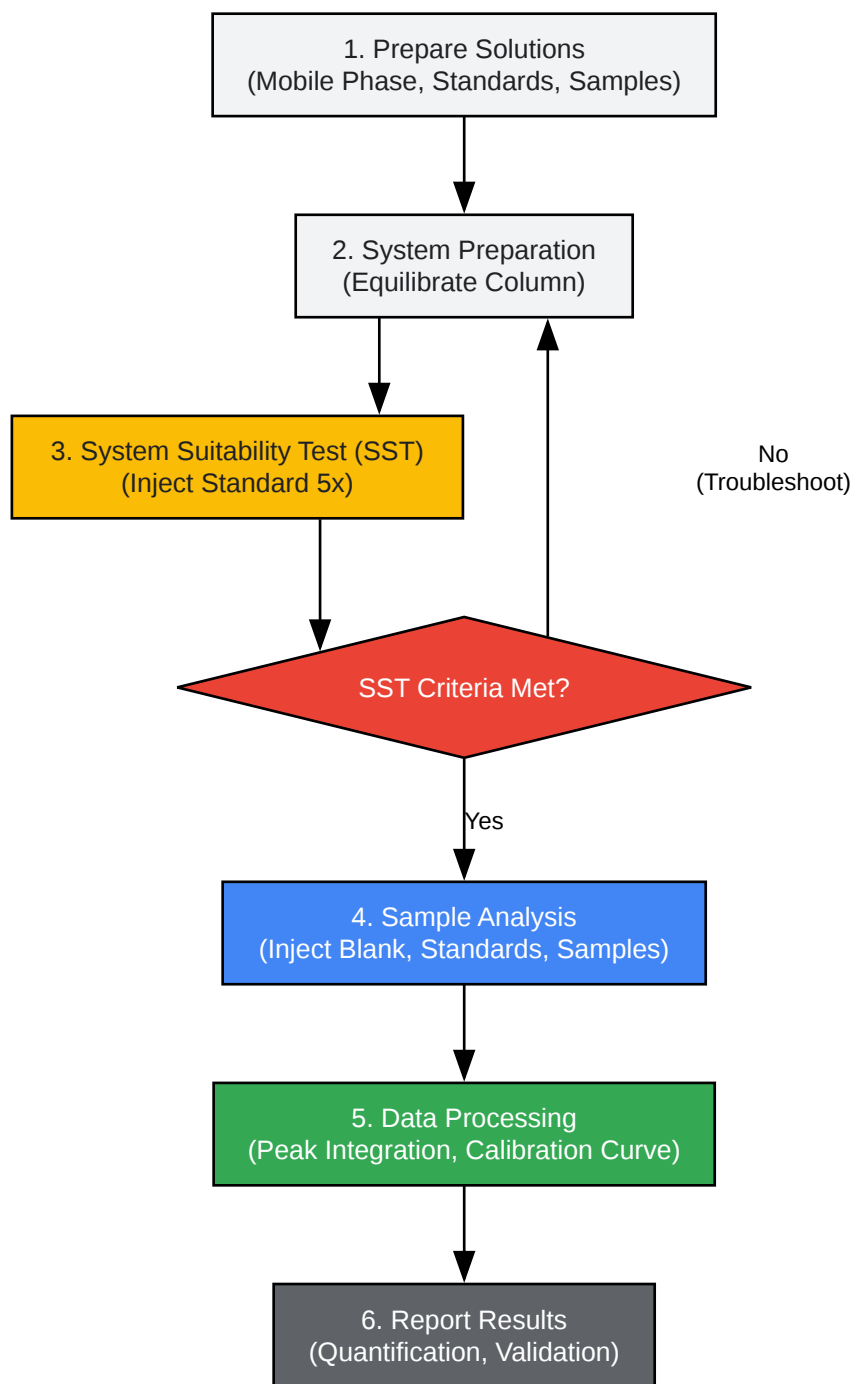 1. Prepare Solutions
(Mobile Phase, Standards, Samples)
2. System Preparation
(Equilibrate Column)
3. System Suitability Test (SST)
(Inject Standard 5x)
No
(Troubleshoot)
SST Criteria Met?
Yes
4. Sample Analysis
(Inject Blank, Standards, Samples)
5. Data Processing
(Peak Integration, Calibration Curve)
6. Report Results
(Quantification, Validation)